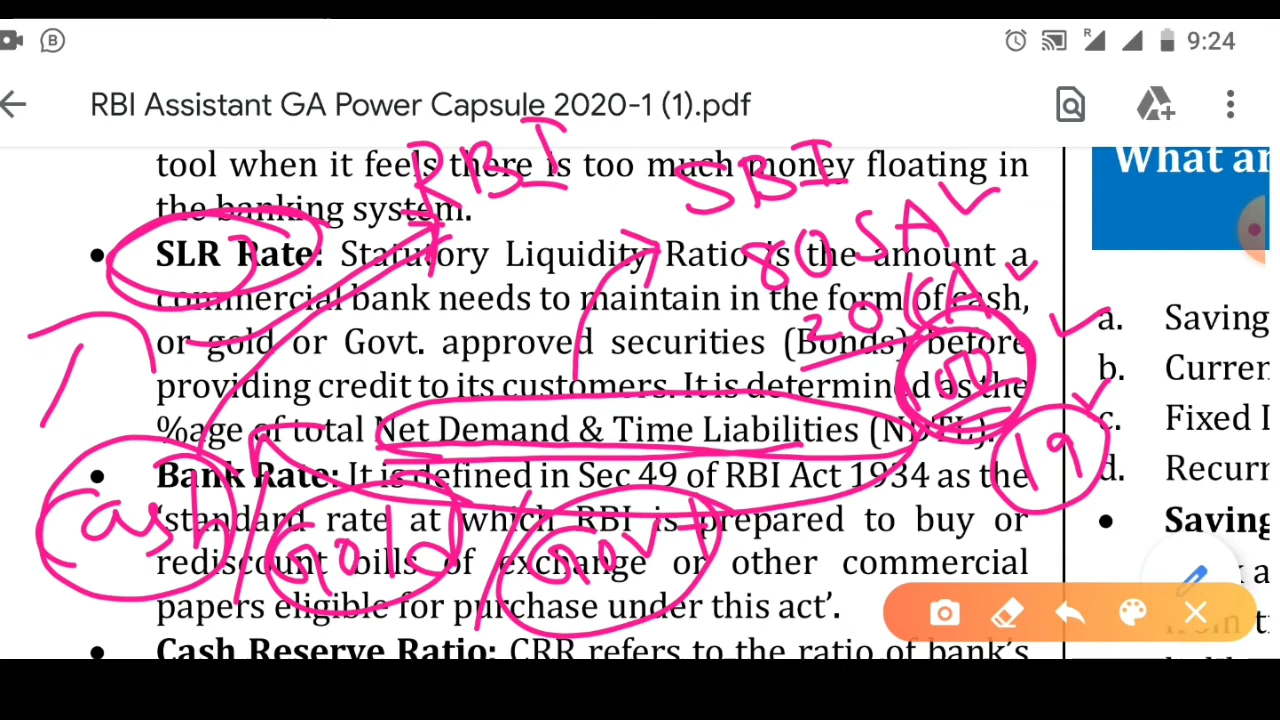 9:24
RBI Assistant GA Power Capsule 2020-1 (1).pdf
tool when it feels there is too much money floating in
the banking system.
• SLR Rate: Statutory Liquidity Ratio is the amount a
commercial bank needs to maintain in the form of cash,
or gold or Govt. approved securities (Bonds) before
providing credit to its customers. It is determined as the
%age of total Net Demand & Time Liabilities (NDTL).
• Bank Rate: It is defined in Sec 49 of RBI Act 1934 as the
‘standard rate at which RBI is prepared to buy or
rediscount bills of exchange or other commercial
papers eligible for purchase under this act’.
• Cash Reserve Ratio: CRR refers to the ratio of bank’s
What ar
a. Saving
b. Curren
c. Fixed I
d. Recurr
• Saving
a
from ti
RBI
SBI
80 SA
20 CA
100
19
Cash / Gold / Govt